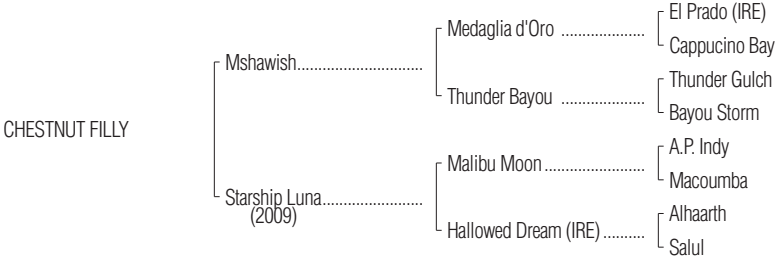 El Prado (IRE)
Medaglia d'Oro ........................
Cappucino Bay
Mshawish..............................
Thunder Gulch
Thunder Bayou ........................
Bayou Storm
CHESTNUT FILLY
A.P. Indy
Malibu Moon.............................
Macoumba
Starship Luna.............................
(2009)
Alhaarth
Hallowed Dream (IRE) ..........
Salul